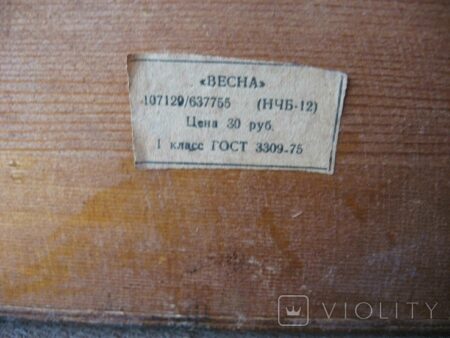 «ВЕСНА»
107129/637755 (НЧБ-12)
Цена 30 руб.
1 класс ГОСТ 3309-75
VIOLITY